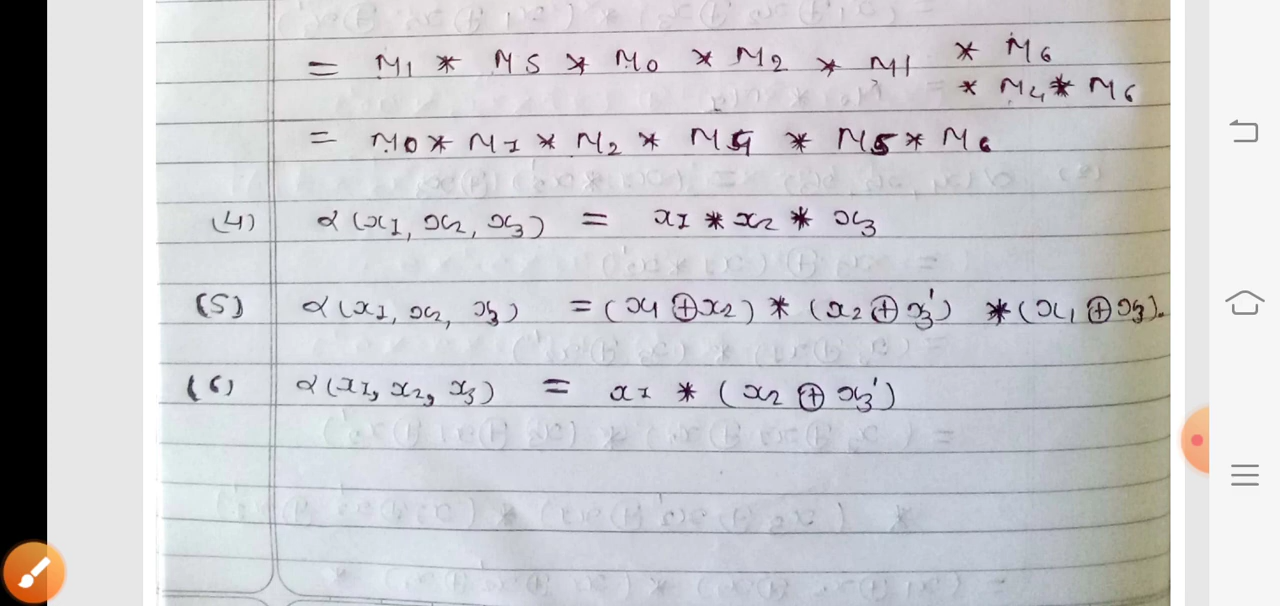 = M1 * M5 * M0 * M2 * M1 * M6
* M4 * M6
= M0 * M1 * M2 * M4 * M5 * M6
(4) α(x1, x2, x3) = x1 * x2 * x3
(5) α(x1, x2, x3) = (x1 ⊕ x2) * (x2 ⊕ x3') * (x1 ⊕ x3).
(6) α(x1, x2, x3) = x1 * (x2 ⊕ x3')